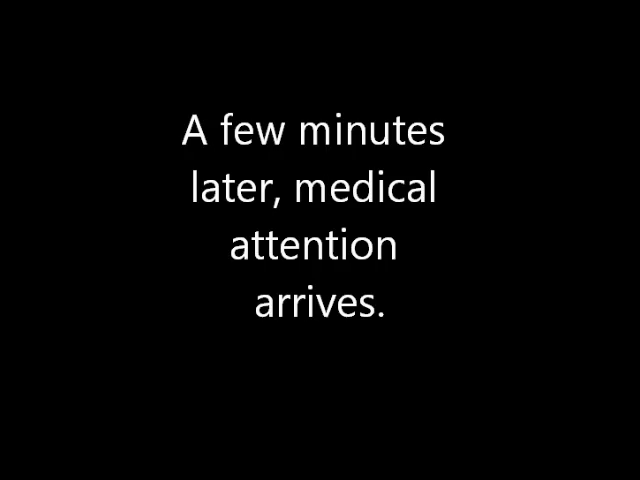 A few minutes
later, medical
attention
arrives.